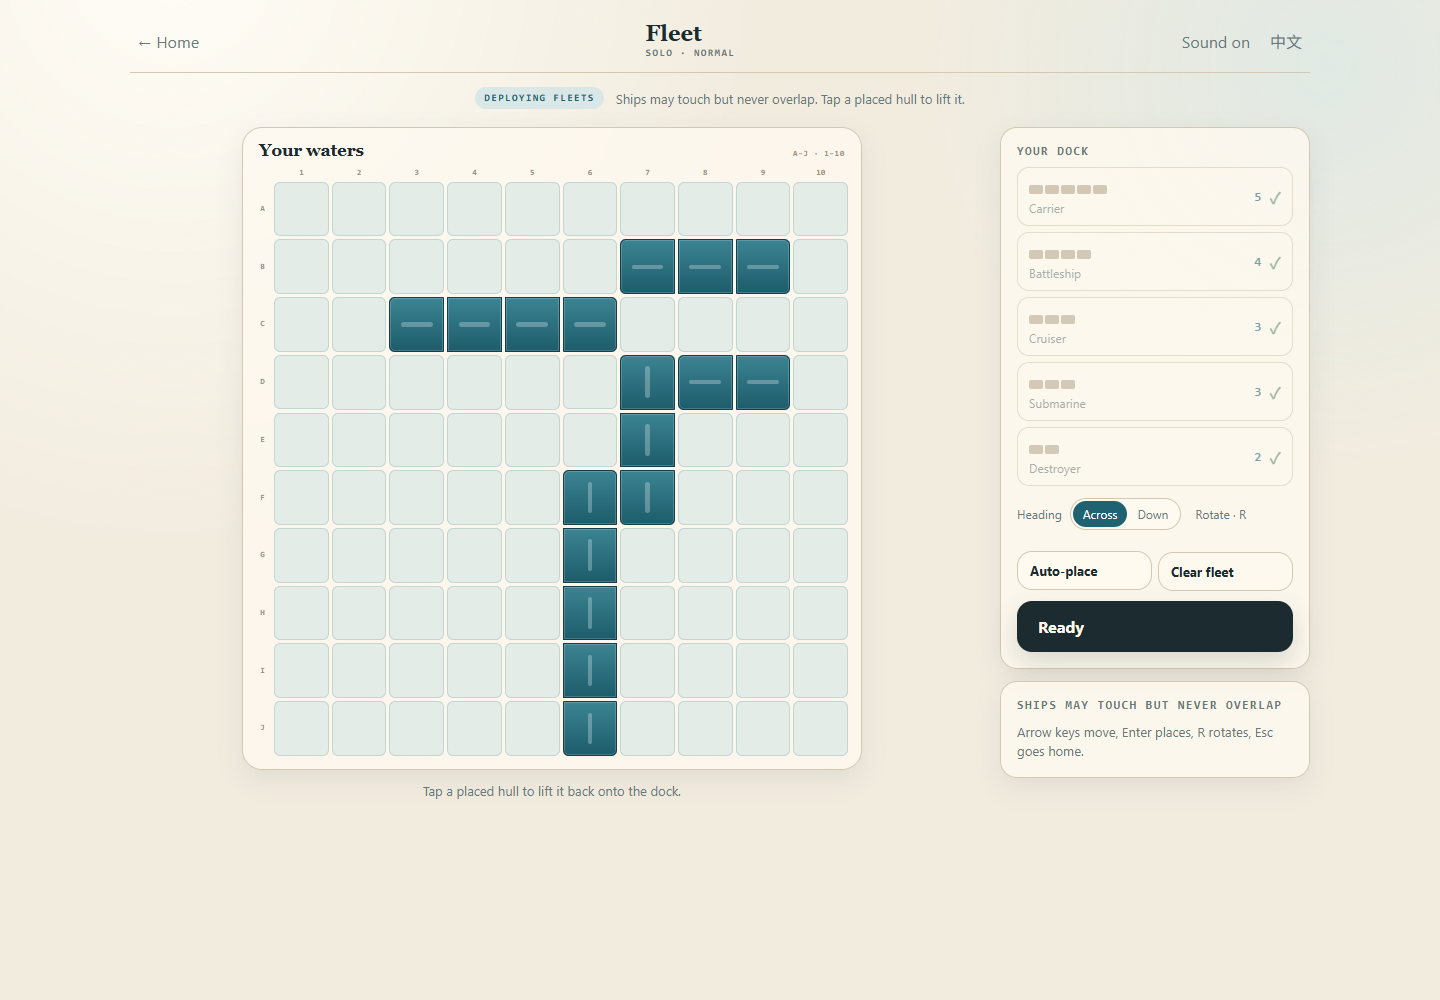 ← Home
Fleet
SOLO · NORMAL
Sound on
中文
DEPLOYING FLEETS
Ships may touch but never overlap. Tap a placed hull to lift it.
Your waters
A–J · 1–10
1 2 3 4 5 6 7 8 9 10
A
B
C
D
E
F
G
H
I
J
Tap a placed hull to lift it back onto the dock.
YOUR DOCK
Carrier
5 ✓
Battleship
4 ✓
Cruiser
3 ✓
Submarine
3 ✓
Destroyer
2 ✓
Heading Across Down Rotate · R
Auto-place
Clear fleet
Ready
SHIPS MAY TOUCH BUT NEVER OVERLAP
Arrow keys move, Enter places, R rotates, Esc
goes home.